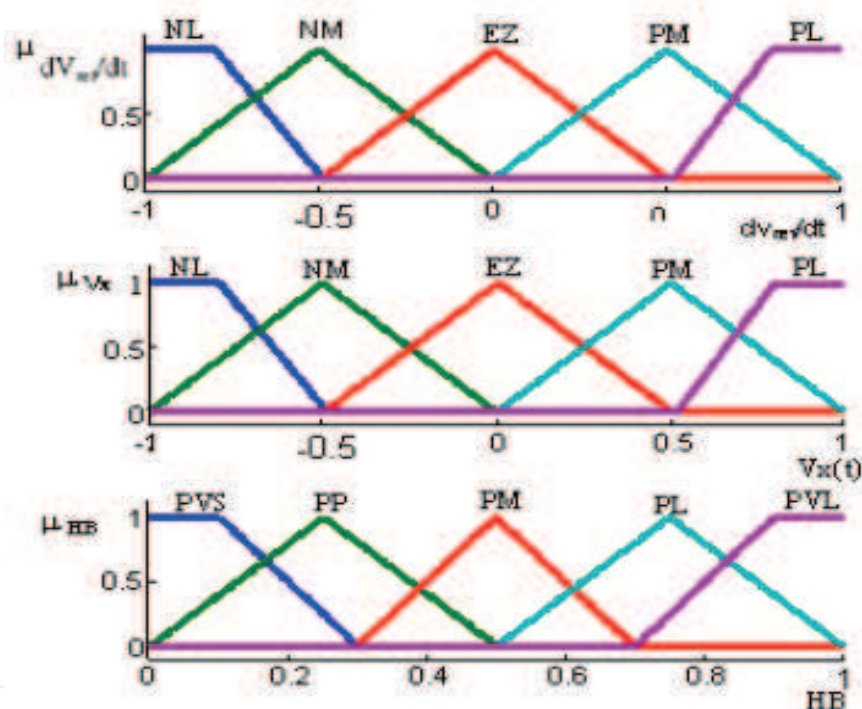 NL NM EZ PM PL
μ dVref/dt
0.5
0
-1 -0.5 0 n 1
dvref/dt
NL NM EZ PM PL
μ Vx 1
0.5
0
-1 -0.5 0 0.5 1
Vx(t)
PVS PP PM PL PVL
μ HB 1
0.5
0
0 0.2 0.4 0.6 0.8 1
HB